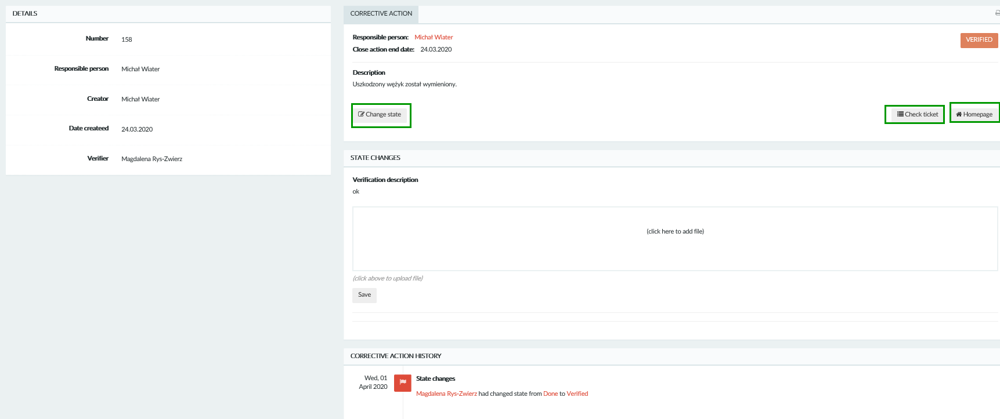 DETAILS
Number 158
Responsible person Michał Wiater
Creator Michał Wiater
Date createed 24.03.2020
Verifier Magdalena Rys-Zwierz
CORRECTIVE ACTION
Responsible person: Michał Wiater
VERIFIED
Close action end date: 24.03.2020
Description
Uszkodzony wężyk został wymieniony.
Change state Check ticket Homepage
STATE CHANGES
Verification description
ok
(click here to add file)
(click above to upload file)
Save
CORRECTIVE ACTION HISTORY
Wed, 01
April 2020
State changes
Magdalena Rys-Zwierz had changed state from Done to Verified